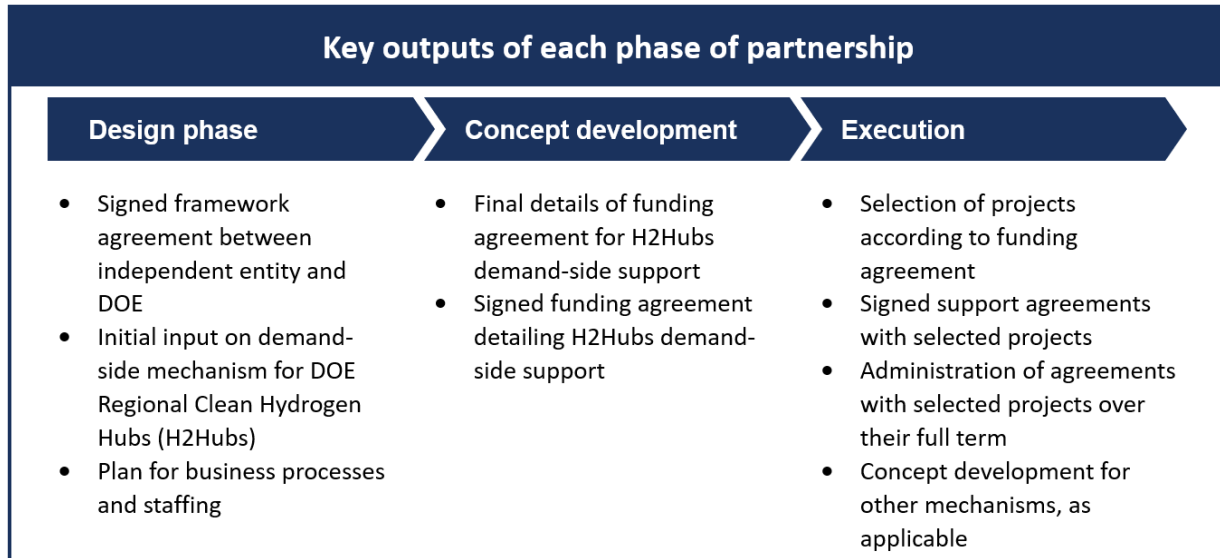 Key outputs of each phase of partnership
Design phase
• Signed framework
agreement between
independent entity and
DOE
• Initial input on demand-
side mechanism for DOE
Regional Clean Hydrogen
Hubs (H2Hubs)
• Plan for business processes
and staffing
Concept development
• Final details of funding
agreement for H2Hubs
demand-side support
• Signed funding agreement
detailing H2Hubs demand-
side support
Execution
• Selection of projects
according to funding
agreement
• Signed support agreements
with selected projects
• Administration of agreements
with selected projects over
their full term
• Concept development for
other mechanisms, as
applicable